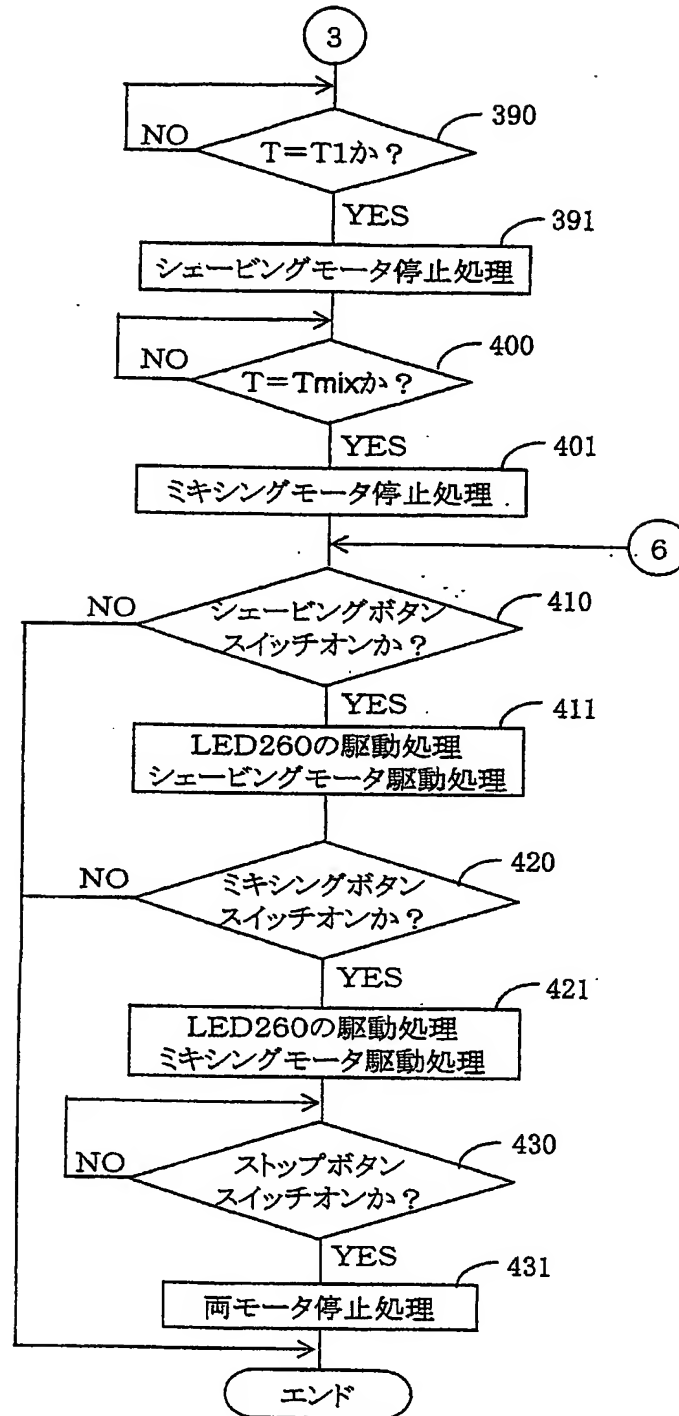 3
390
NO
T=T1か?
YES
391
シェービングモータ停止処理
400
NO
T=Tmixか?
YES
401
ミキシングモータ停止処理
6
NO
410
シェービングボタン
スイッチオンか?
YES
411
LED260の駆動処理
シェービングモータ駆動処理
420
NO
ミキシングボタン
スイッチオンか?
YES
421
LED260の駆動処理
ミキシングモータ駆動処理
430
NO
ストップボタン
スイッチオンか?
YES
431
両モータ停止処理
エンド